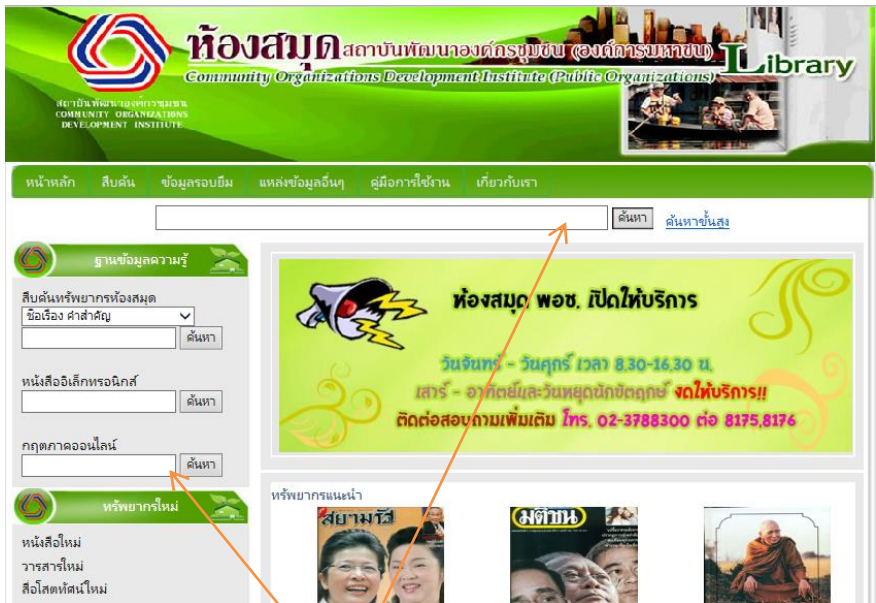 ห้องสมุดสถาบันพัฒนาองค์กรชุมชน (องค์การมหาชน) Library
Community Organizations Development Institute (Public Organizations)
สถาบันพัฒนาองค์กรชุมชน
COMMUNITY ORGANIZATIONS
DEVELOPMENT INSTITUTE
หน้าหลัก สืบค้น ข้อมูลรอบยืม แหล่งข้อมูลอื่นๆ คู่มือการใช้งาน เกี่ยวกับเรา
ค้นหา ค้นหาขั้นสูง
ฐานข้อมูลความรู้
สืบค้นทรัพยากรห้องสมุด
ชื่อเรื่อง คำสำคัญ
ค้นหา
หนังสืออิเล็กทรอนิกส์
ค้นหา
กฤตภาคออนไลน์
ค้นหา
ทรัพยากรใหม่
หนังสือใหม่
วารสารใหม่
สื่อโสตทัศน์ใหม่
ห้องสมุด พอช. เปิดให้บริการ
วันจันทร์ - วันศุกร์ เวลา 8.30-16.30 น.
เสาร์ - อาทิตย์และวันหยุดนักขัตฤกษ์ งดให้บริการ!!
ติดต่อสอบถามเพิ่มเติม โทร. 02-3788300 ต่อ 8175,8176
ทรัพยากรแนะนำ
สยามรัฐ
มติชน